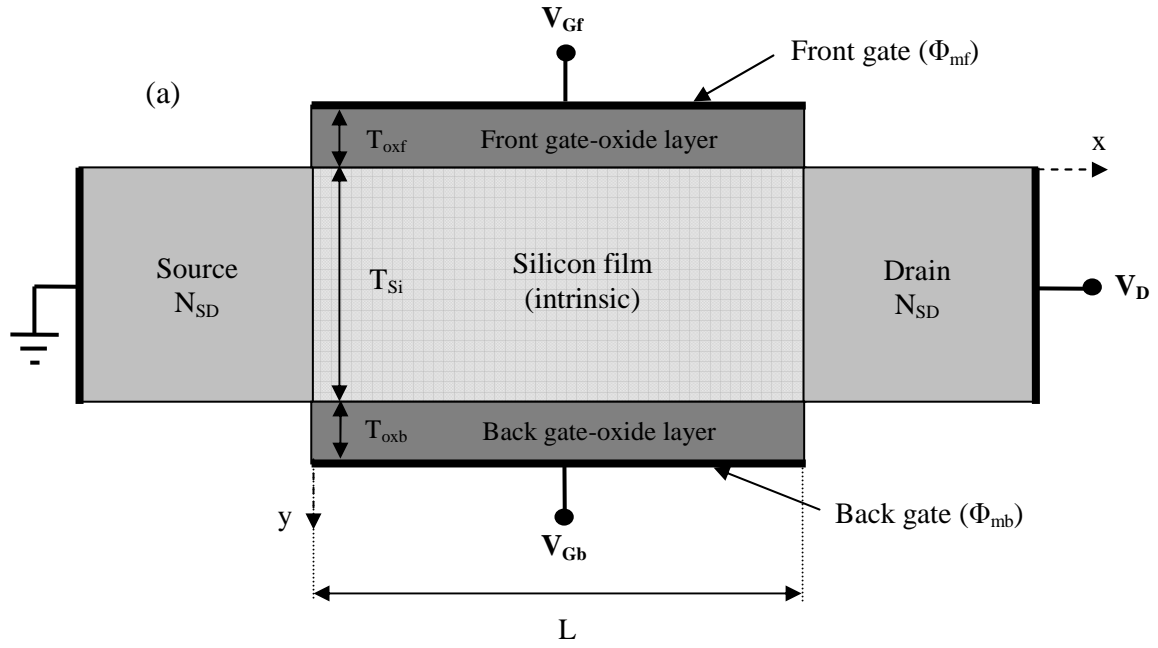 V_Gf
Front gate (Φ_mf)
(a)
T_oxf
Front gate-oxide layer
x
Source
N_SD
T_Si
Silicon film
(intrinsic)
Drain
N_SD
V_D
T_oxb
Back gate-oxide layer
y
V_Gb
Back gate (Φ_mb)
L